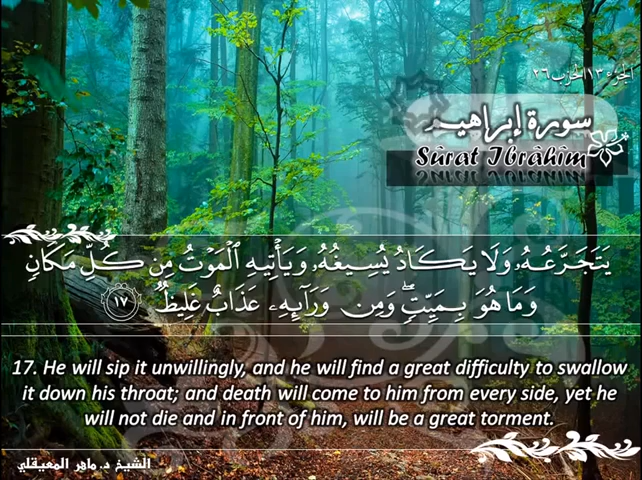 الجزء ١٣ الحزب ٢٦
سورة إبراهيم
Sûrat Ibrâhîm
يَتَجَرَّعُهُۥ وَلَا يَكَادُ يُسِيغُهُۥ وَيَأْتِيهِ ٱلْمَوْتُ مِن كُلِّ مَكَانٍ
وَمَا هُوَ بِمَيِّتٍ ۖ وَمِن وَرَآئِهِۦ عَذَابٌ غَلِيظٌ ١٧
17. He will sip it unwillingly, and he will find a great difficulty to swallow
it down his throat; and death will come to him from every side, yet he
will not die and in front of him, will be a great torment.
الشيخ د. ماهر المعيقلي